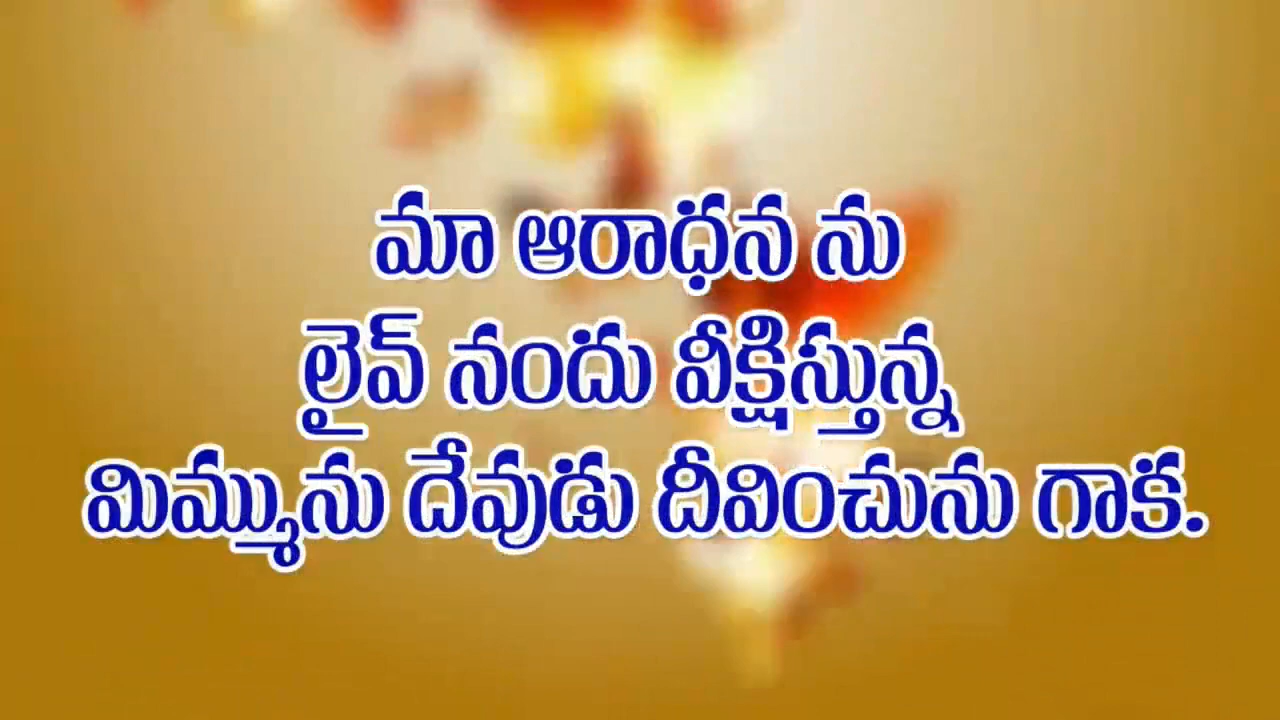 మా ఆరాధన ను
లైవ్ నందు వీక్షిస్తున్న
మిమ్మును దేవుడు దీవించును గాక.